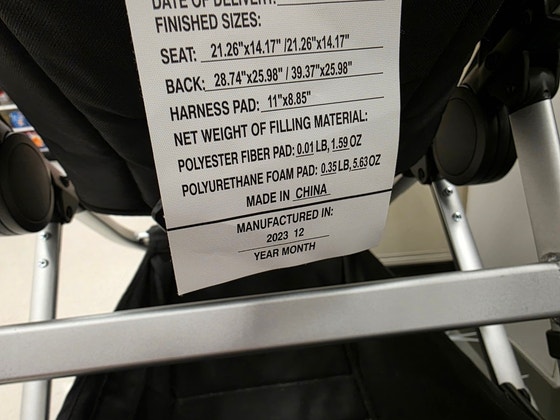 DATE OF DELIVERY:
FINISHED SIZES:
SEAT: 21.26"x14.17" /21.26"x14.17"
BACK: 28.74"x25.98" / 39.37"x25.98"
HARNESS PAD: 11"x8.85"
NET WEIGHT OF FILLING MATERIAL:
POLYESTER FIBER PAD: 0.01 LB, 1.59 OZ
POLYURETHANE FOAM PAD: 0.35 LB, 5.63 OZ
MADE IN CHINA
MANUFACTURED IN:
2023 12
YEAR MONTH